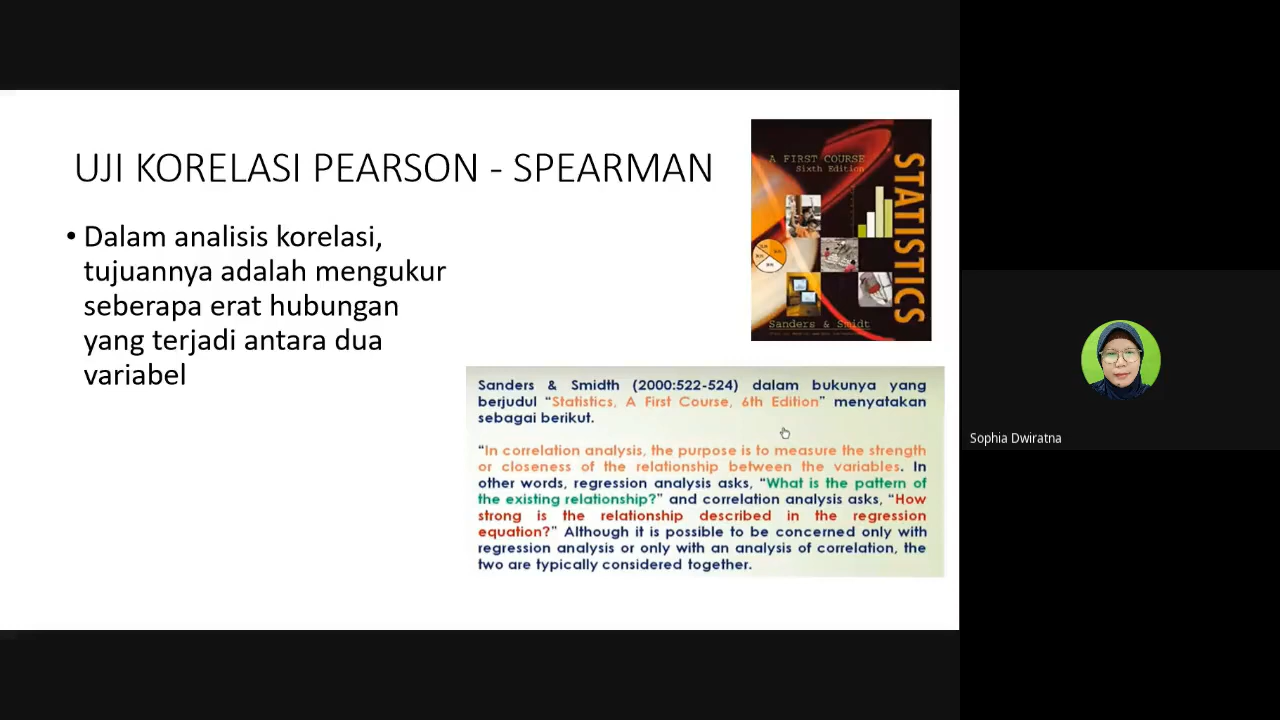 UJI KORELASI PEARSON - SPEARMAN
• Dalam analisis korelasi,
tujuannya adalah mengukur
seberapa erat hubungan
yang terjadi antara dua
variabel
A FIRST COURSE
Sixth Edition
STATISTICS
Sanders & Smidt
Sanders & Smidth (2000:522-524) dalam bukunya yang
berjudul “Statistics, A First Course, 6th Edition” menyatakan
sebagai berikut.
“In correlation analysis, the purpose is to measure the strength
or closeness of the relationship between the variables. In
other words, regression analysis asks, “What is the pattern of
the existing relationship?” and correlation analysis asks, “How
strong is the relationship described in the regression
equation?” Although it is possible to be concerned only with
regression analysis or only with an analysis of correlation, the
two are typically considered together.
Sophia Dwiratna